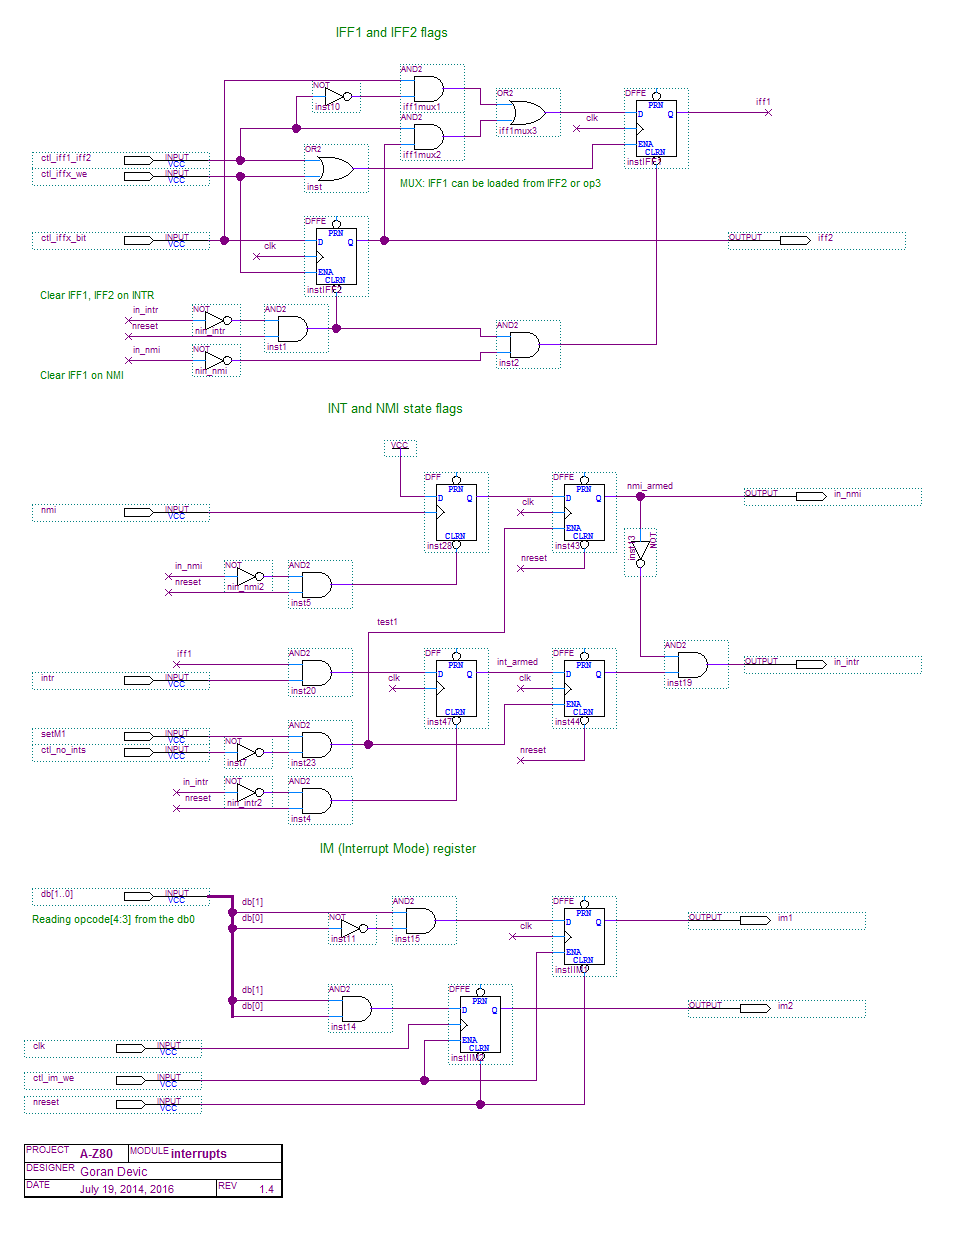 IFF1 and IFF2 flags
AND2
NOT
inst10
iff1mux1
AND2
iff1mux2
OR2
iff1mux3
DFFE
PRN
D Q
clk
ENA
CLRN
iff1
ctl_iff1_iff2 INPUT VCC
ctl_iffx_we INPUT VCC
OR2
inst
MUX: IFF1 can be loaded from IFF2 or op3
ctl_iffx_bit INPUT VCC
DFFE
PRN
D Q
clk
ENA
CLRN
OUTPUT iff2
Clear IFF1, IFF2 on INTR
in_intr
NOT
nin_intr
nreset
AND2
inst1
in_nmi
NOT
nin_nmi
AND2
inst2
Clear IFF1 on NMI
INT and NMI state flags
VCC
DFF
PRN
D Q
CLRN
inst28
DFFE
PRN
D Q
clk
ENA
CLRN
inst43
nmi_armed
OUTPUT in_nmi
nmi INPUT VCC
nreset
NOT
in_nmi
NOT
nin_nmi2
nreset
AND2
inst5
test1
iff1
intr INPUT VCC
AND2
inst20
DFF
PRN
D Q
clk
CLRN
inst47
int_armed
DFFE
PRN
D Q
clk
ENA
CLRN
inst44
AND2
inst19
OUTPUT in_intr
setM1 INPUT VCC
ctl_no_ints INPUT VCC
NOT
inst7
AND2
inst23
nreset
in_intr
NOT
nin_intr2
nreset
AND2
inst4
IM (Interrupt Mode) register
db[1..0] INPUT VCC
Reading opcode[4:3] from the db0
db[1]
db[0]
NOT
inst11
AND2
inst15
DFFE
PRN
D Q
clk
ENA
CLRN
OUTPUT im1
db[1]
db[0]
AND2
inst14
DFFE
PRN
D Q
ENA
CLRN
OUTPUT im2
clk INPUT VCC
ctl_im_we INPUT VCC
nreset INPUT VCC
PROJECT A-Z80 MODULE interrupts
DESIGNER Goran Devic
DATE July 19, 2014, 2016 REV 1.4